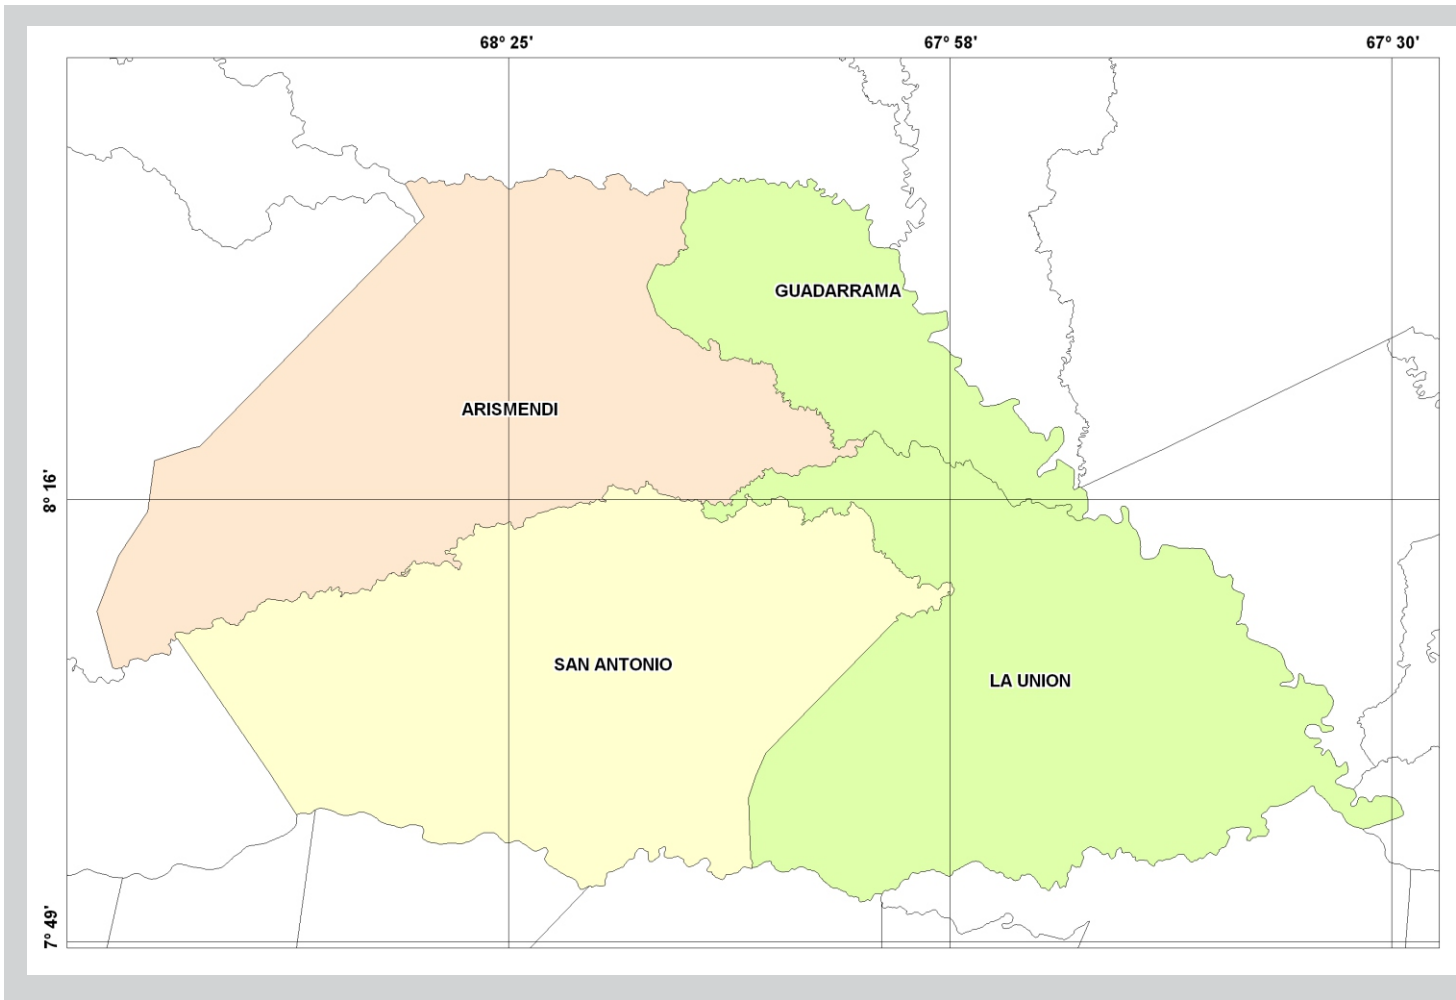 68° 25'
67° 58'
67° 30'
GUADARRAMA
ARISMENDI
8° 16'
SAN ANTONIO
LA UNION
7° 49'